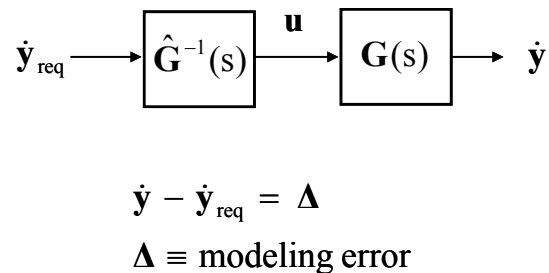 u
ẏ_req Ĝ⁻¹(s) G(s) ẏ
ẏ − ẏ_req = Δ
Δ ≡ modeling error